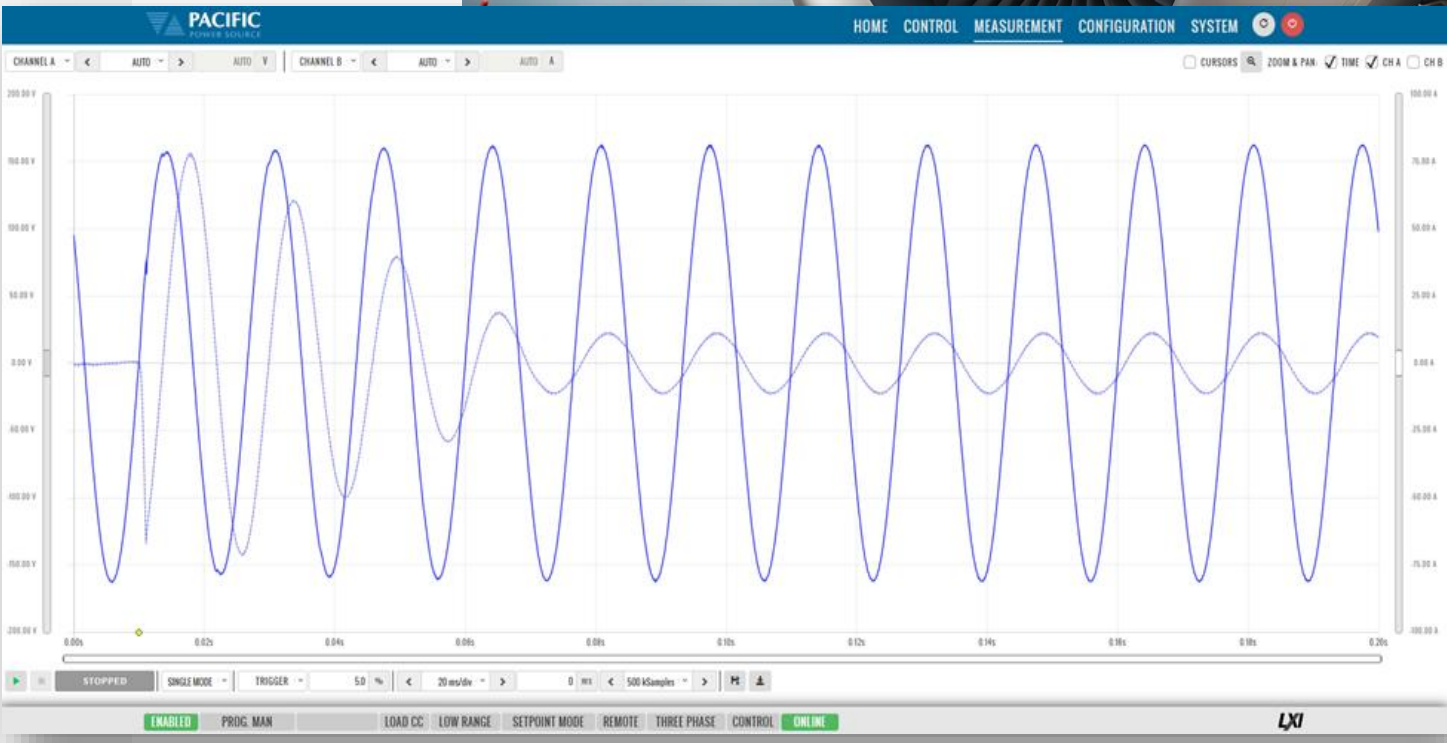 PACIFIC
POWER SOURCE
HOME CONTROL MEASUREMENT CONFIGURATION SYSTEM
CHANNEL A < AUTO > AUTO V CHANNEL B < AUTO > AUTO A
CURSORS ZOOM & PAN: TIME CH A CH B
200.00 V 100.00 A
150.00 V 75.00 A
100.00 V 50.00 A
50.00 V 25.00 A
0.00 V 0.00 A
-50.00 V -25.00 A
-100.00 V -50.00 A
-150.00 V -75.00 A
-200.00 V -100.00 A
0.00s 0.02s 0.04s 0.06s 0.08s 0.10s 0.12s 0.14s 0.16s 0.18s 0.20s
STOPPED SINGLE MODE TRIGGER 5.0 % < 20 ms/div > 0 ms < 500 kSamples >
ENABLED PROG. MAN LOAD CC LOW RANGE SETPOINT MODE REMOTE THREE PHASE CONTROL ONLINE LXI